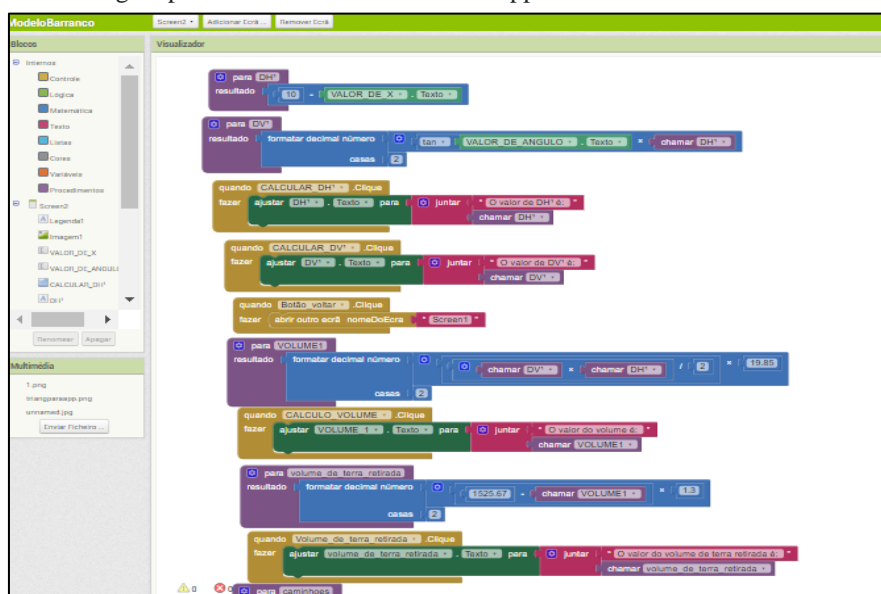 ModeloBarranco
Screen2 Adicionar Ecrã ... Remover Ecrã
Blocos
Visualizador
Internos
Controle
Lógica
Matemática
Texto
Listas
Cores
Variáveis
Procedimentos
Screen2
Legenda1
Imagem1
VALOR_DE_X
VALOR_DE_ANGUL
CALCULAR_DH'
DH'
Renomear Apagar
Multimédia
1.png
triangparaapp.png
unnamed.jpg
Enviar Ficheiro ...
para DH'
resultado 10 - VALOR_DE_X . Texto
para DV'
resultado formatar decimal número tan VALOR_DE_ANGULO . Texto × chamar DH'
casas 2
quando CALCULAR_DH' .Clique
fazer ajustar DH' . Texto para juntar " O valor de DH' é: "
chamar DH'
quando CALCULAR_DV' .Clique
fazer ajustar DV' . Texto para juntar " O valor de DV' é: "
chamar DV'
quando Botão_voltar .Clique
fazer abrir outro ecrã nomeDoEcra " Screen1 "
para VOLUME1
resultado formatar decimal número chamar DV' × chamar DH' / 2 × 19.85
casas 2
quando CALCULO_VOLUME .Clique
fazer ajustar VOLUME_1 . Texto para juntar " O valor do volume é: "
chamar VOLUME1
para volume_de_terra_retirada
resultado formatar decimal número 1525.67 - chamar VOLUME1 × 1.3
casas 2
quando Volume_de_terra_retirada .Clique
fazer ajustar volume_de_terra_retirada . Texto para juntar " O valor do volume de terra retirada é: "
chamar volume_de_terra_retirada
0 0
para caminhoes